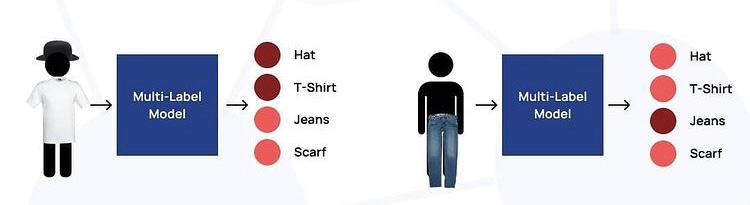 Multi-Label
Model
Hat
T-Shirt
Jeans
Scarf
Multi-Label
Model
Hat
T-Shirt
Jeans
Scarf